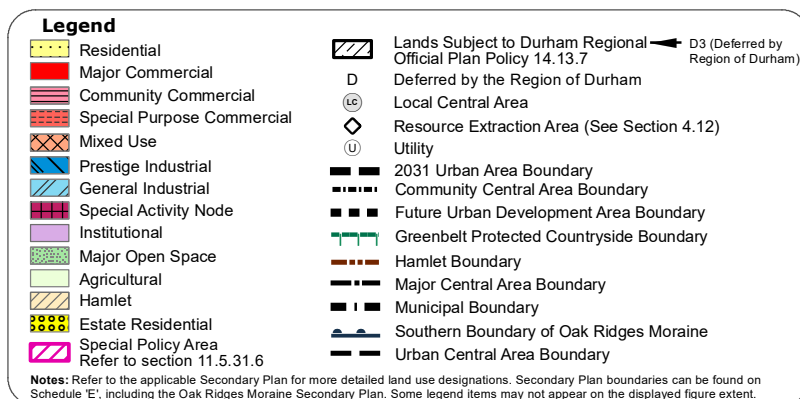 Legend
Residential
Major Commercial
Community Commercial
Special Purpose Commercial
Mixed Use
Prestige Industrial
General Industrial
Special Activity Node
Institutional
Major Open Space
Agricultural
Hamlet
Estate Residential
Special Policy Area
Refer to section 11.5.31.6
Lands Subject to Durham Regional
Official Plan Policy 14.13.7
D3 (Deferred by
Region of Durham)
D Deferred by the Region of Durham
LC Local Central Area
Resource Extraction Area (See Section 4.12)
U Utility
2031 Urban Area Boundary
Community Central Area Boundary
Future Urban Development Area Boundary
Greenbelt Protected Countryside Boundary
Hamlet Boundary
Major Central Area Boundary
Municipal Boundary
Southern Boundary of Oak Ridges Moraine
Urban Central Area Boundary
Notes: Refer to the applicable Secondary Plan for more detailed land use designations. Secondary Plan boundaries can be found on
Schedule 'E', including the Oak Ridges Moraine Secondary Plan. Some legend items may not appear on the displayed figure extent.